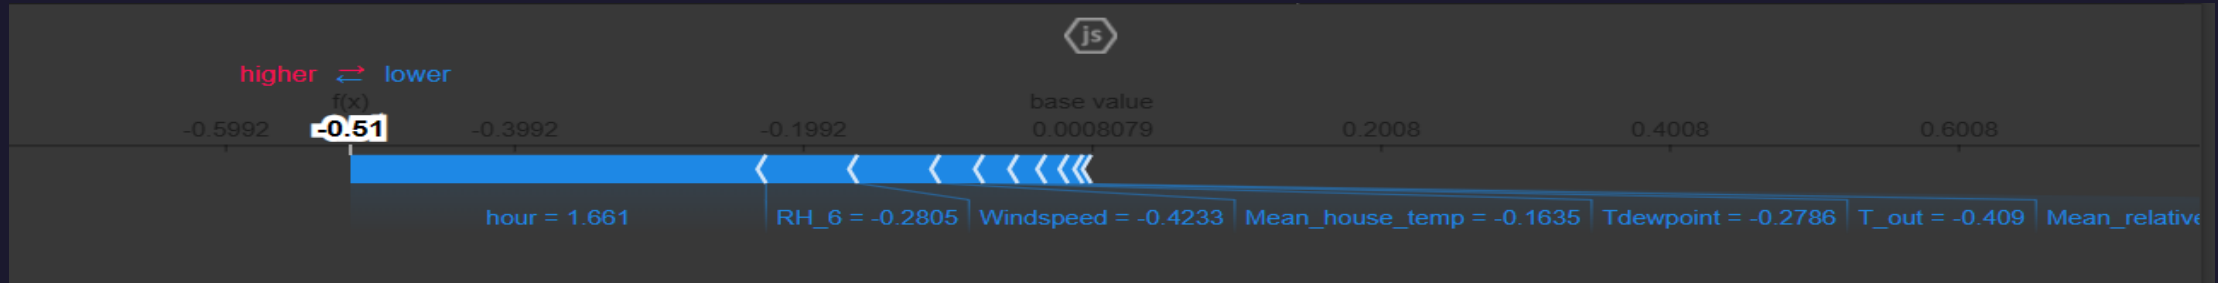 js
higher lower
f(x) base value
-0.5992 -0.51 -0.3992 -0.1992 0.0008079 0.2008 0.4008 0.6008
hour = 1.661 RH_6 = -0.2805 Windspeed = -0.4233 Mean_house_temp = -0.1635 Tdewpoint = -0.2786 T_out = -0.409 Mean_relative